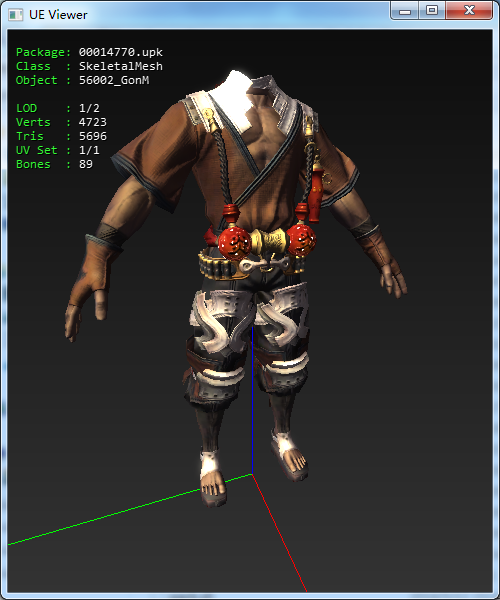 UE Viewer
Package: 00014770.upk
Class : SkeletalMesh
Object : 56002_GonM
LOD : 1/2
Verts : 4723
Tris : 5696
UV Set : 1/1
Bones : 89